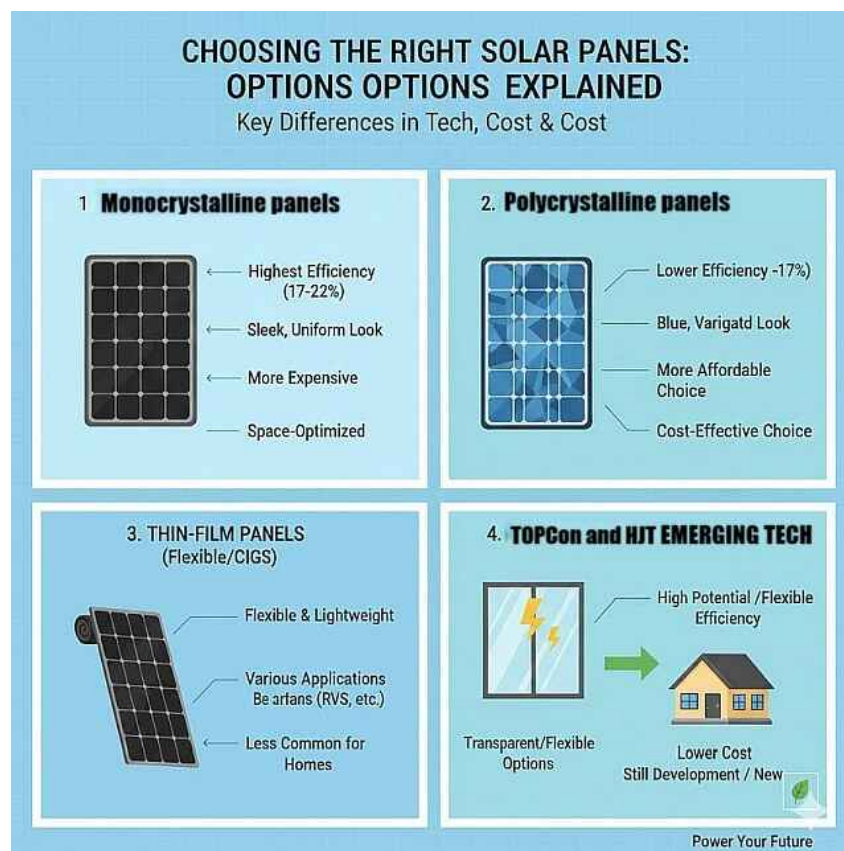 CHOOSING THE RIGHT SOLAR PANELS:
OPTIONS OPTIONS EXPLAINED
Key Differences in Tech, Cost & Cost
1 Monocrystalline panels
Highest Efficiency
(17-22%)
Sleek, Uniform Look
More Expensive
Space-Optimized
2. Polycrystalline panels
Lower Efficiency -17%)
Blue, Varigatd Look
More Affordable
Choice
Cost-Effective Choice
3. THIN-FILM PANELS
(Flexible/CIGS)
Flexible & Lightweight
Various Applications
Be arfans (RVS, etc.)
Less Common for
Homes
4. TOPCon and HJT EMERGING TECH
High Potential /Flexible
Efficiency
Transparent/Flexible
Options
Lower Cost
Still Development / New
Power Your Future